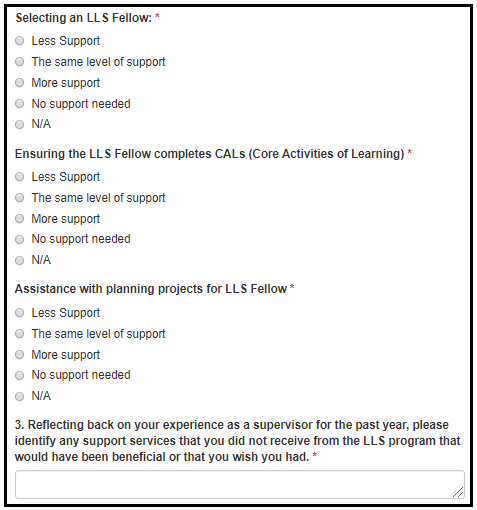 Selecting an LLS Fellow: *
Less Support
The same level of support
More support
No support needed
N/A
Ensuring the LLS Fellow completes CALs (Core Activities of Learning) *
Less Support
The same level of support
More support
No support needed
N/A
Assistance with planning projects for LLS Fellow *
Less Support
The same level of support
More support
No support needed
N/A
3. Reflecting back on your experience as a supervisor for the past year, please
identify any support services that you did not receive from the LLS program that
would have been beneficial or that you wish you had. *